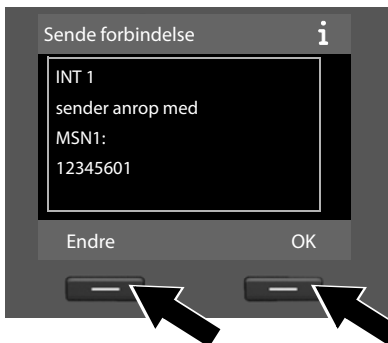 Sende forbindelse i
INT 1
sender anrop med
MSN1:
12345601
Endre OK